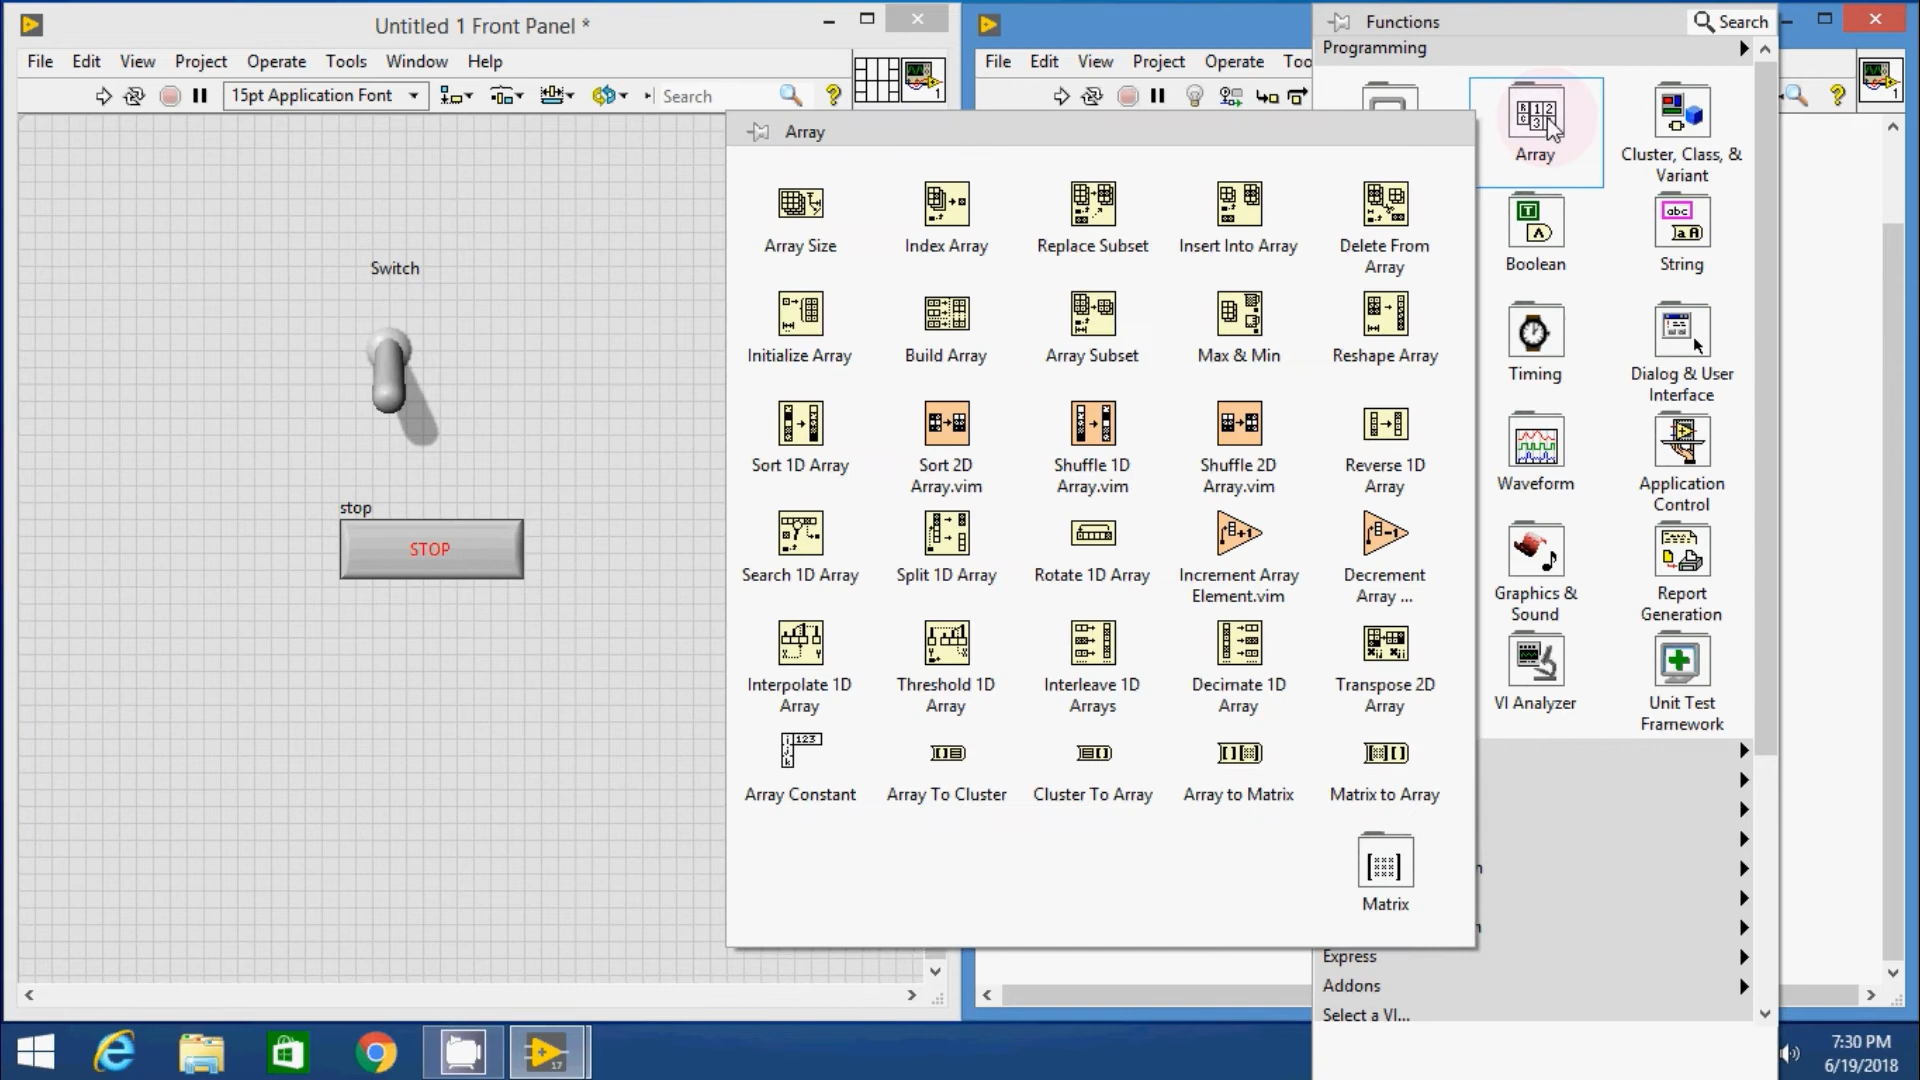 Untitled 1 Front Panel *
File Edit View Project Operate Tools Window Help
15pt Application Font
Search
1
Switch
stop
STOP
File Edit View Project Operate Too
1
Functions
Search
Programming
Array
Cluster, Class, &
Variant
Boolean
String
Timing
Dialog & User
Interface
Waveform
Application
Control
Graphics &
Sound
Report
Generation
VI Analyzer
Unit Test
Framework
Express
Addons
Select a VI...
Array
Array Size
Index Array
Replace Subset
Insert Into Array
Delete From
Array
Initialize Array
Build Array
Array Subset
Max & Min
Reshape Array
Sort 1D Array
Sort 2D
Array.vim
Shuffle 1D
Array.vim
Shuffle 2D
Array.vim
Reverse 1D
Array
Search 1D Array
Split 1D Array
Rotate 1D Array
Increment Array
Element.vim
Decrement
Array ...
Interpolate 1D
Array
Threshold 1D
Array
Interleave 1D
Arrays
Decimate 1D
Array
Transpose 2D
Array
Array Constant
Array To Cluster
Cluster To Array
Array to Matrix
Matrix to Array
Matrix
17
7:30 PM
6/19/2018